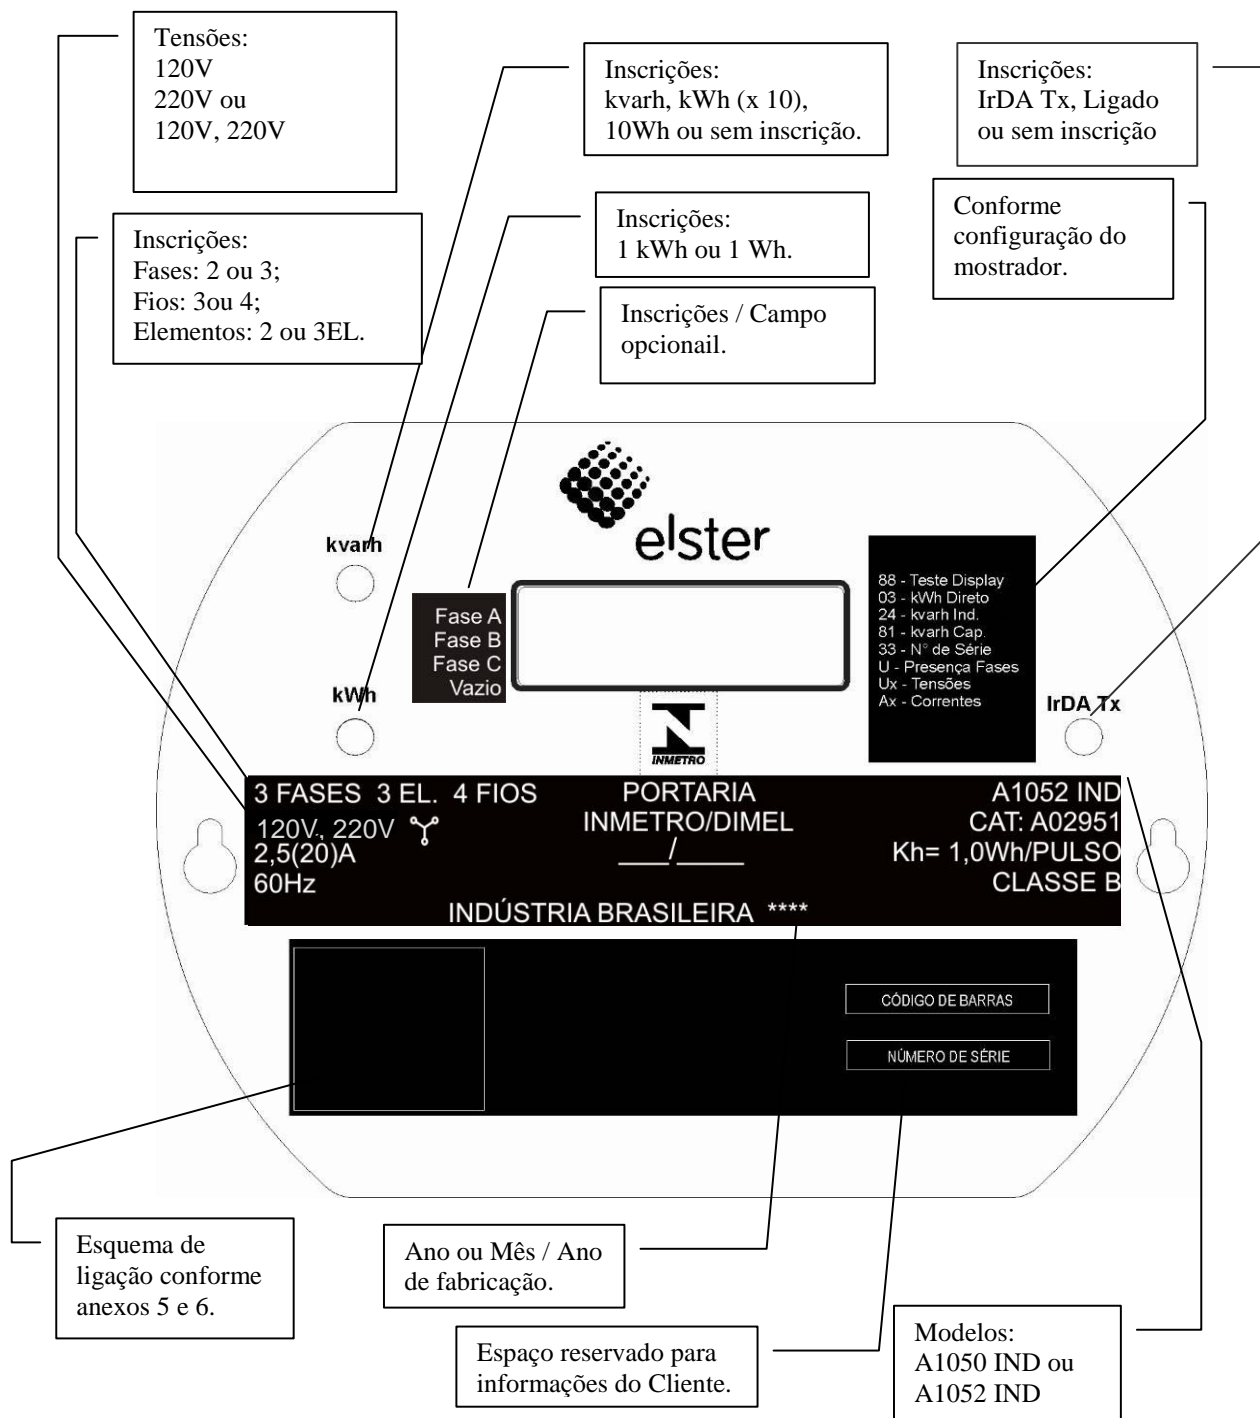 Tensões:
120V
220V ou
120V, 220V
Inscrições:
kvarh, kWh (x 10),
10Wh ou sem inscrição.
Inscrições:
IrDA Tx, Ligado
ou sem inscrição
Inscrições:
Fases: 2 ou 3;
Fios: 3ou 4;
Elementos: 2 ou 3EL.
Inscrições:
1 kWh ou 1 Wh.
Conforme
configuração do
mostrador.
Inscrições / Campo
opcionail.
elster
kvarh
Fase A
Fase B
Fase C
Vazio
88 - Teste Display
03 - kWh Direto
24 - kvarh Ind.
81 - kvarh Cap.
33 - N° de Série
U - Presença Fases
Ux - Tensões
Ax - Correntes
kWh
INMETRO
IrDA Tx
3 FASES 3 EL. 4 FIOS
120V, 220V
2,5(20)A
60Hz
PORTARIA
INMETRO/DIMEL
___/_____
A1052 IND
CAT: A02951
Kh= 1,0Wh/PULSO
CLASSE B
INDÚSTRIA BRASILEIRA ****
CÓDIGO DE BARRAS
NÚMERO DE SÉRIE
Esquema de
ligação conforme
anexos 5 e 6.
Ano ou Mês / Ano
de fabricação.
Espaço reservado para
informações do Cliente.
Modelos:
A1050 IND ou
A1052 IND